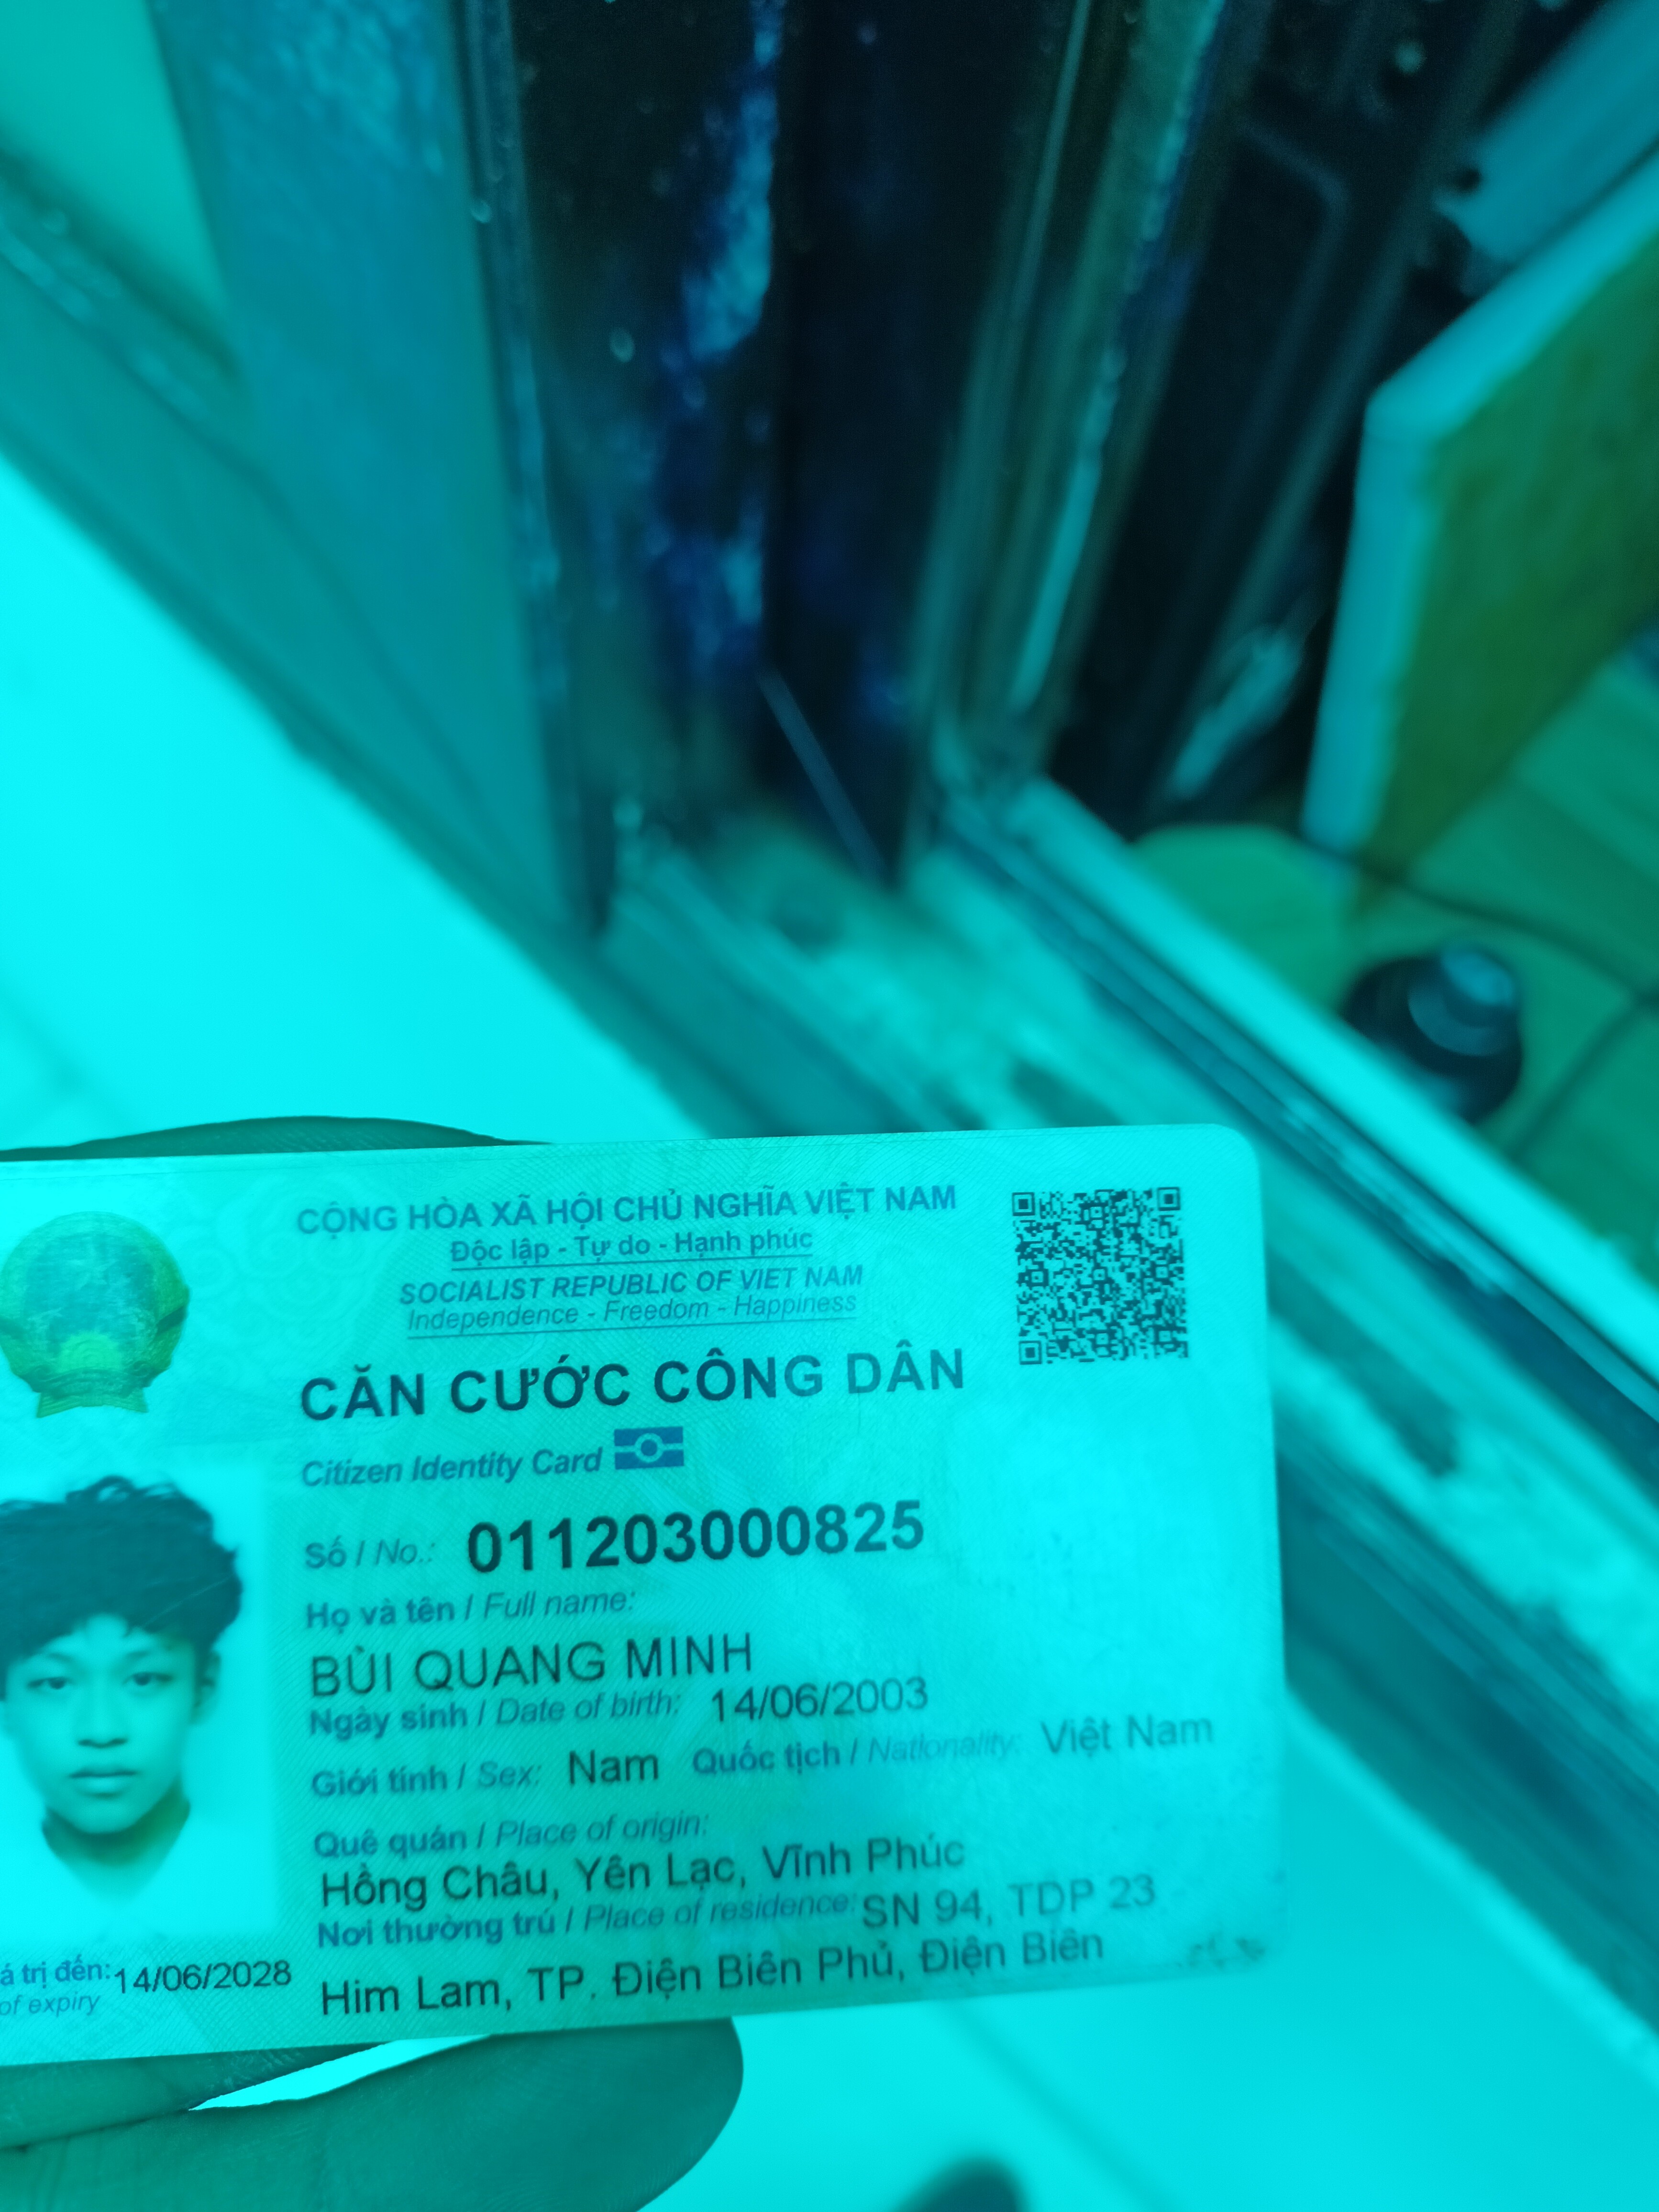 CỘNG HÒA XÃ HỘI CHỦ NGHĨA VIỆT NAM
Độc lập - Tự do - Hạnh phúc
SOCIALIST REPUBLIC OF VIET NAM
Independence - Freedom - Happiness
CĂN CƯỚC CÔNG DÂN
Citizen Identity Card
Số / No.: 011203000825
Họ và tên / Full name:
BÙI QUANG MINH
Ngày sinh / Date of birth: 14/06/2003
Giới tính / Sex: Nam Quốc tịch / Nationality: Việt Nam
Quê quán / Place of origin:
Hồng Châu, Yên Lạc, Vĩnh Phúc
Nơi thường trú / Place of residence: SN 94, TDP 23
Him Lam, TP. Điện Biên Phủ, Điện Biên
á trị đến: 14/06/2028
of expiry